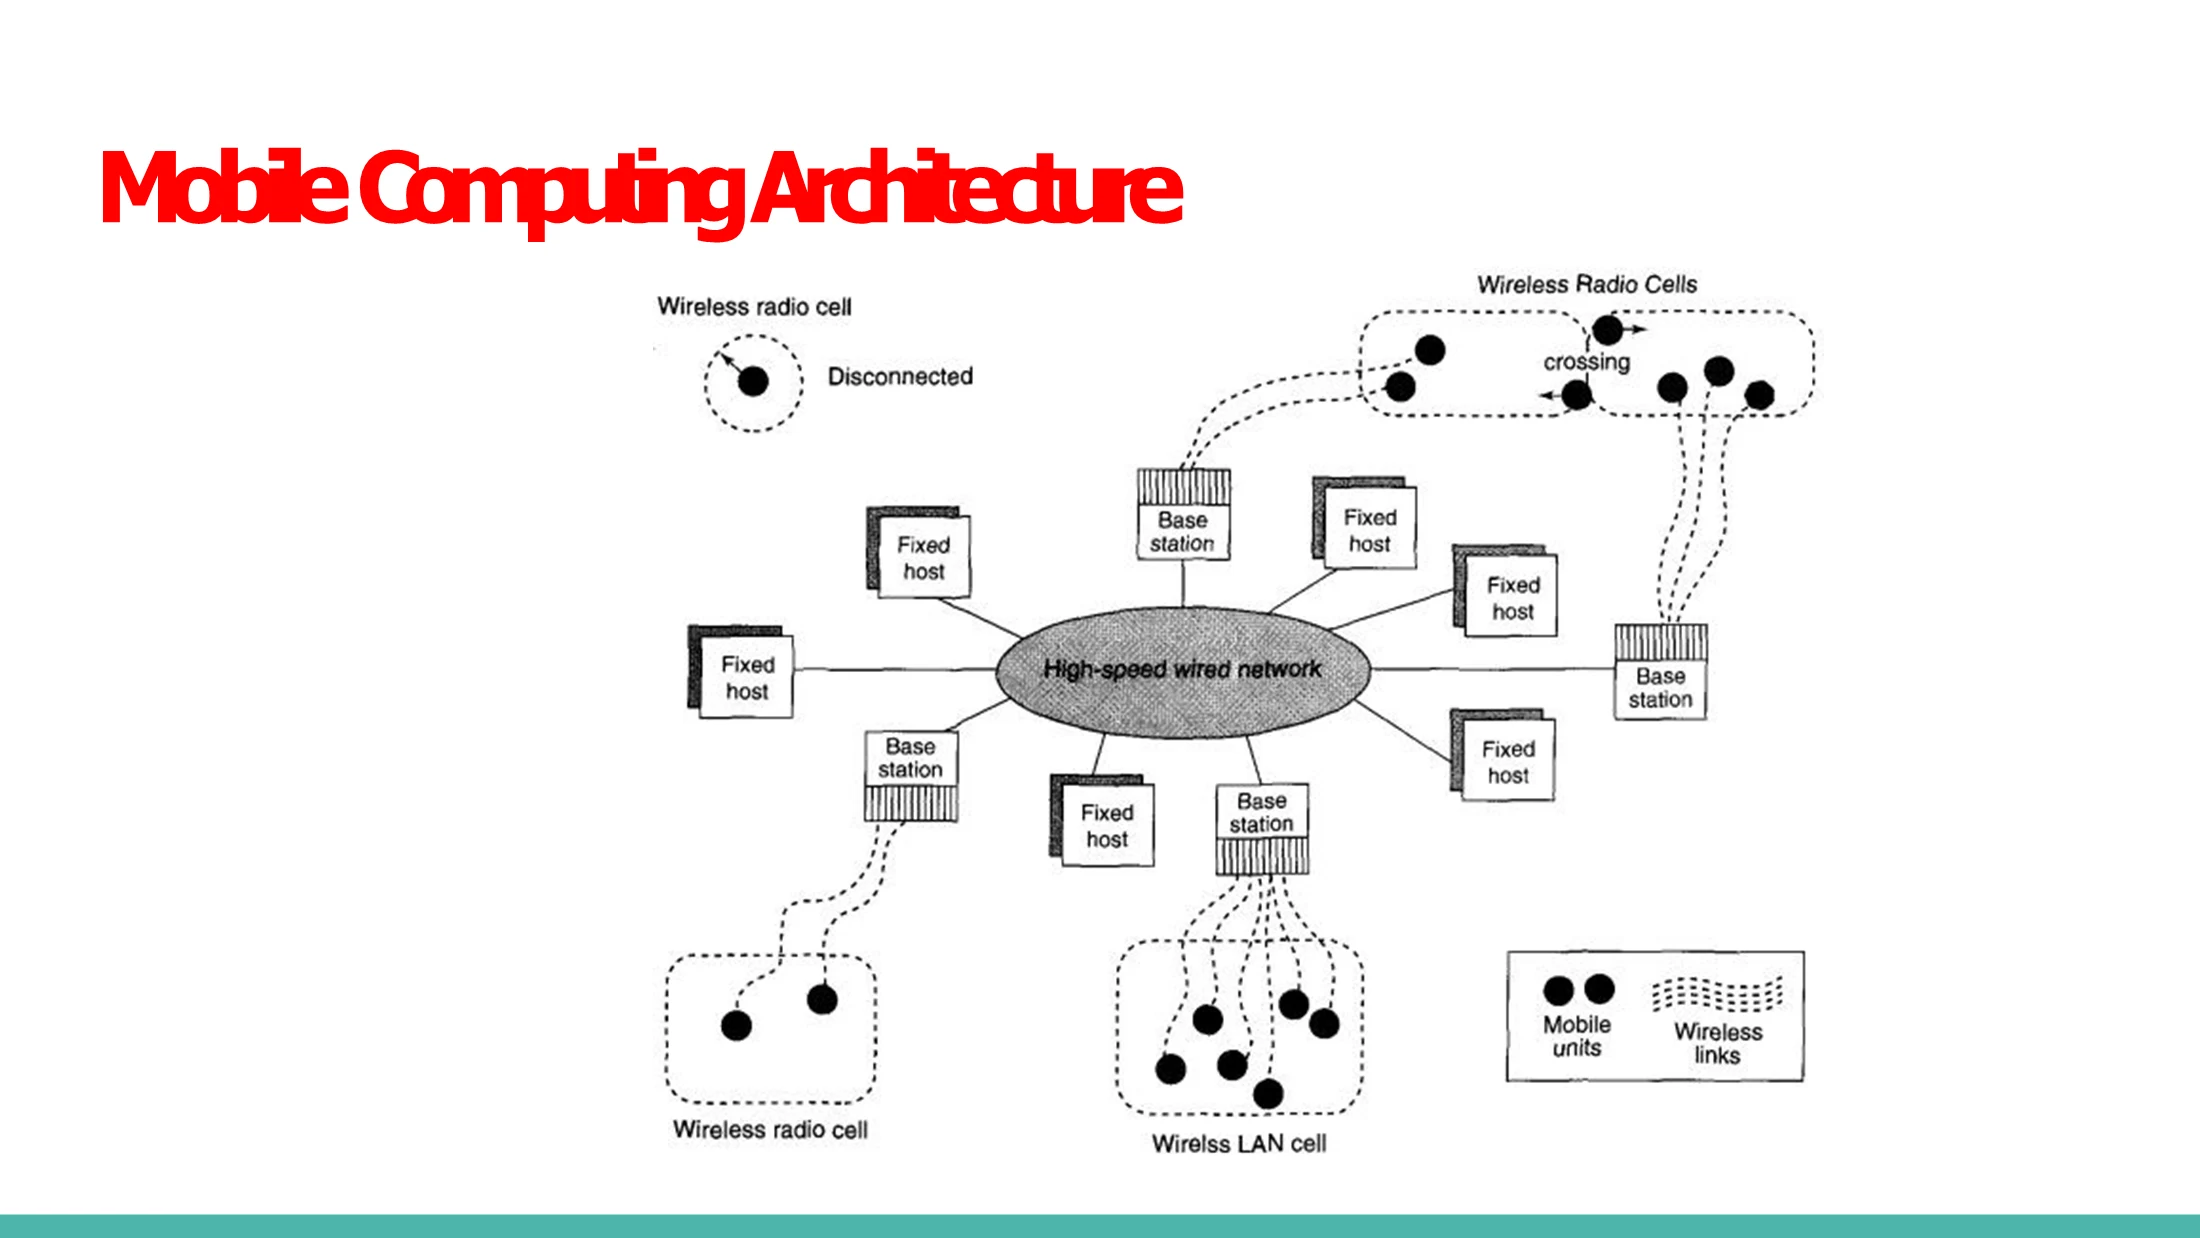 Mobile Computing Architecture
Wireless Radio Cells
Wireless radio cell
Disconnected
crossing
Base
station
Fixed
host
Fixed
host
Fixed
host
Fixed
host
High-speed wired network
Base
station
Base
station
Fixed
host
Fixed
host
Base
station
Mobile
units
Wireless
links
Wireless radio cell
Wirelss LAN cell